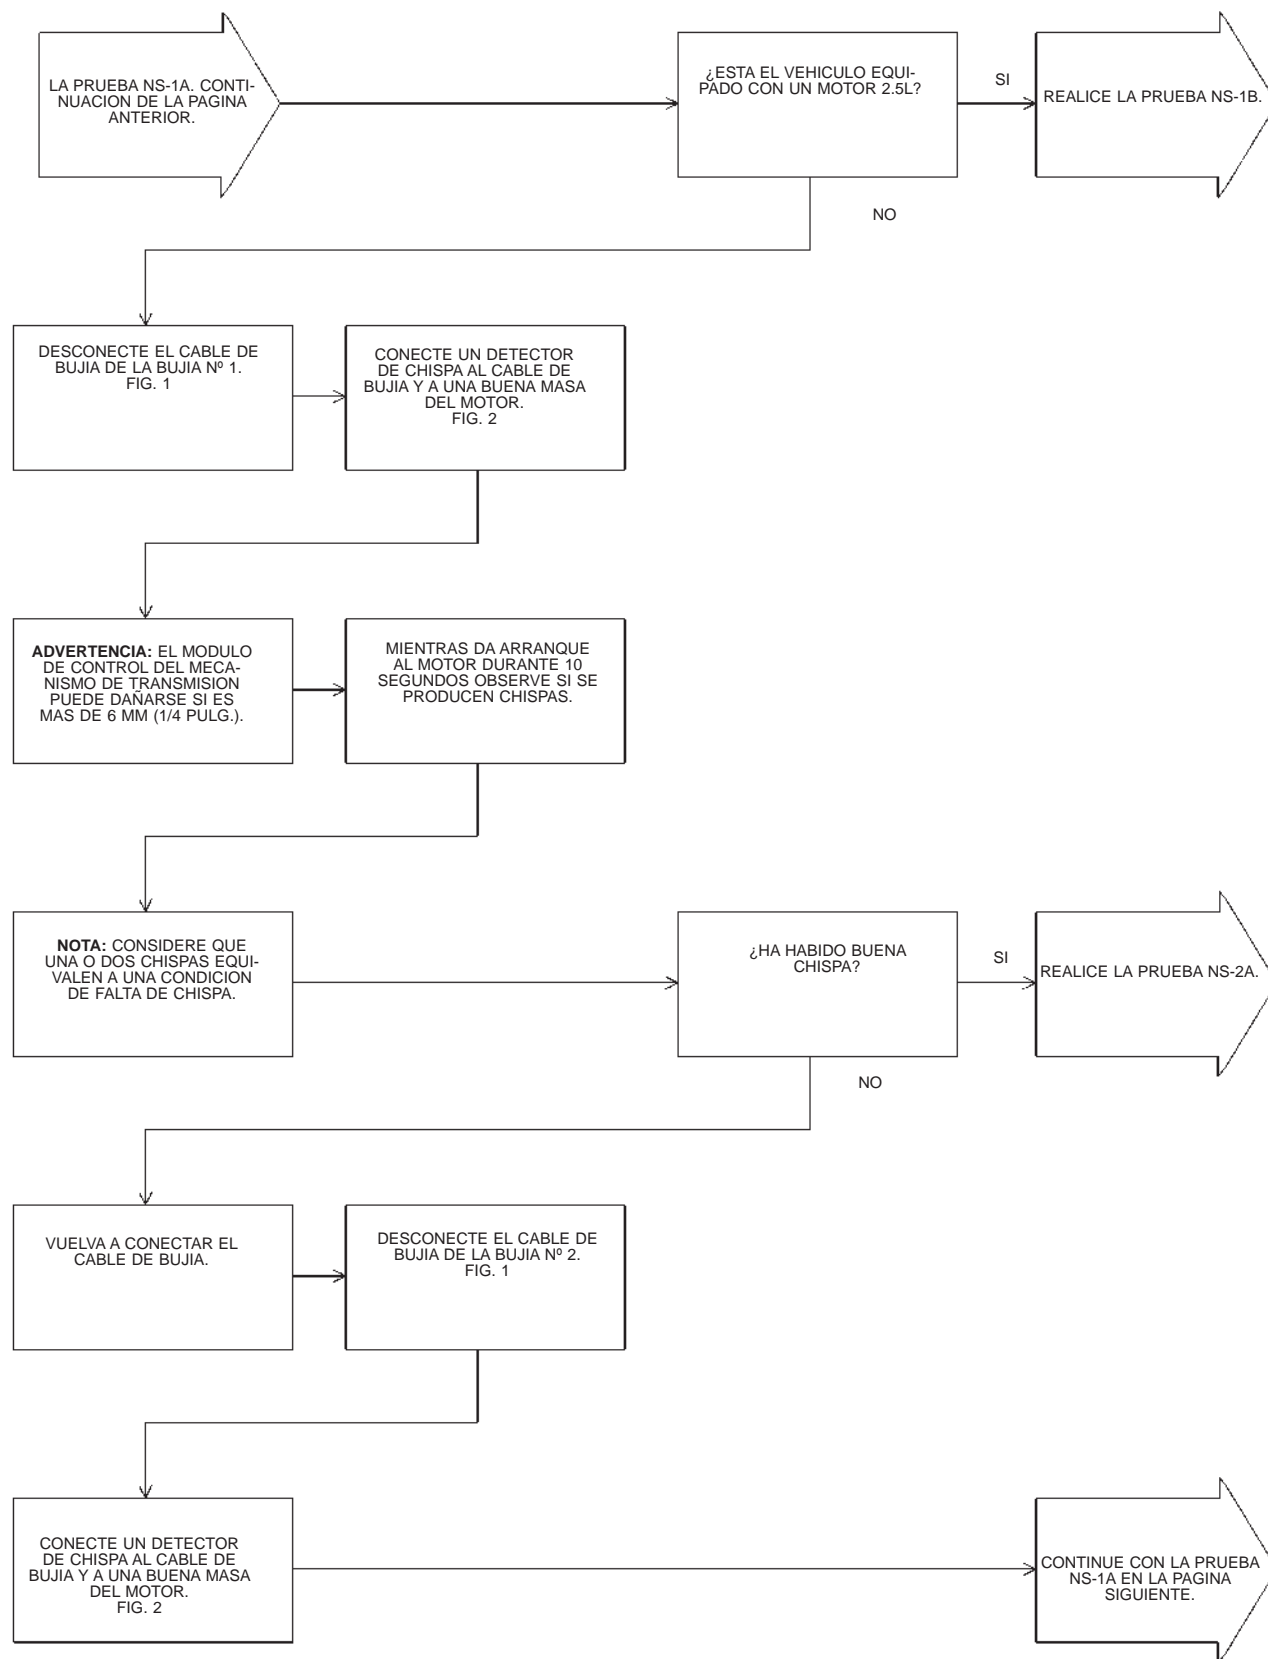 LA PRUEBA NS-1A. CONTI-
NUACION DE LA PAGINA
ANTERIOR.
¿ESTA EL VEHICULO EQUI-
PADO CON UN MOTOR 2.5L?
SI
REALICE LA PRUEBA NS-1B.
NO
DESCONECTE EL CABLE DE
BUJIA DE LA BUJIA Nº 1.
FIG. 1
CONECTE UN DETECTOR
DE CHISPA AL CABLE DE
BUJIA Y A UNA BUENA MASA
DEL MOTOR.
FIG. 2
ADVERTENCIA: EL MODULO
DE CONTROL DEL MECA-
NISMO DE TRANSMISION
PUEDE DAÑARSE SI ES
MAS DE 6 MM (1/4 PULG.).
MIENTRAS DA ARRANQUE
AL MOTOR DURANTE 10
SEGUNDOS OBSERVE SI SE
PRODUCEN CHISPAS.
NOTA: CONSIDERE QUE
UNA O DOS CHISPAS EQUI-
VALEN A UNA CONDICION
DE FALTA DE CHISPA.
¿HA HABIDO BUENA
CHISPA?
SI
REALICE LA PRUEBA NS-2A.
NO
VUELVA A CONECTAR EL
CABLE DE BUJIA.
DESCONECTE EL CABLE DE
BUJIA DE LA BUJIA Nº 2.
FIG. 1
CONECTE UN DETECTOR
DE CHISPA AL CABLE DE
BUJIA Y A UNA BUENA MASA
DEL MOTOR.
FIG. 2
CONTINUE CON LA PRUEBA
NS-1A EN LA PAGINA
SIGUIENTE.